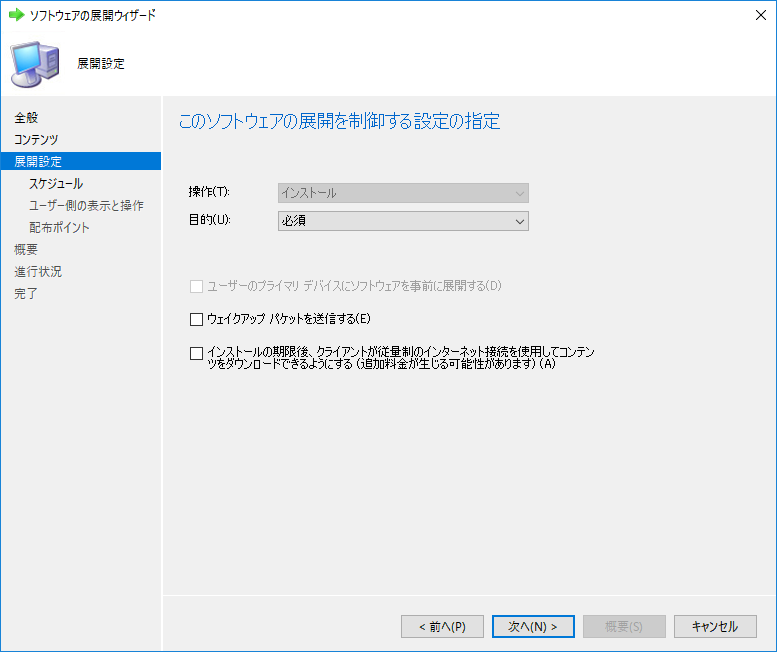 ソフトウェアの展開ウィザード
展開設定
全般
コンテンツ
展開設定
スケジュール
ユーザー側の表示と操作
配布ポイント
概要
進行状況
完了
このソフトウェアの展開を制御する設定の指定
操作(T):
インストール
目的(U):
必須
ユーザーのプライマリ デバイスにソフトウェアを事前に展開する(D)
ウェイクアップ パケットを送信する(E)
インストールの期限後、クライアントが従量制のインターネット接続を使用してコンテン
ツをダウンロードできるようにする (追加料金が生じる可能性があります) (A)
< 前へ(P)
次へ(N) >
概要(S)
キャンセル